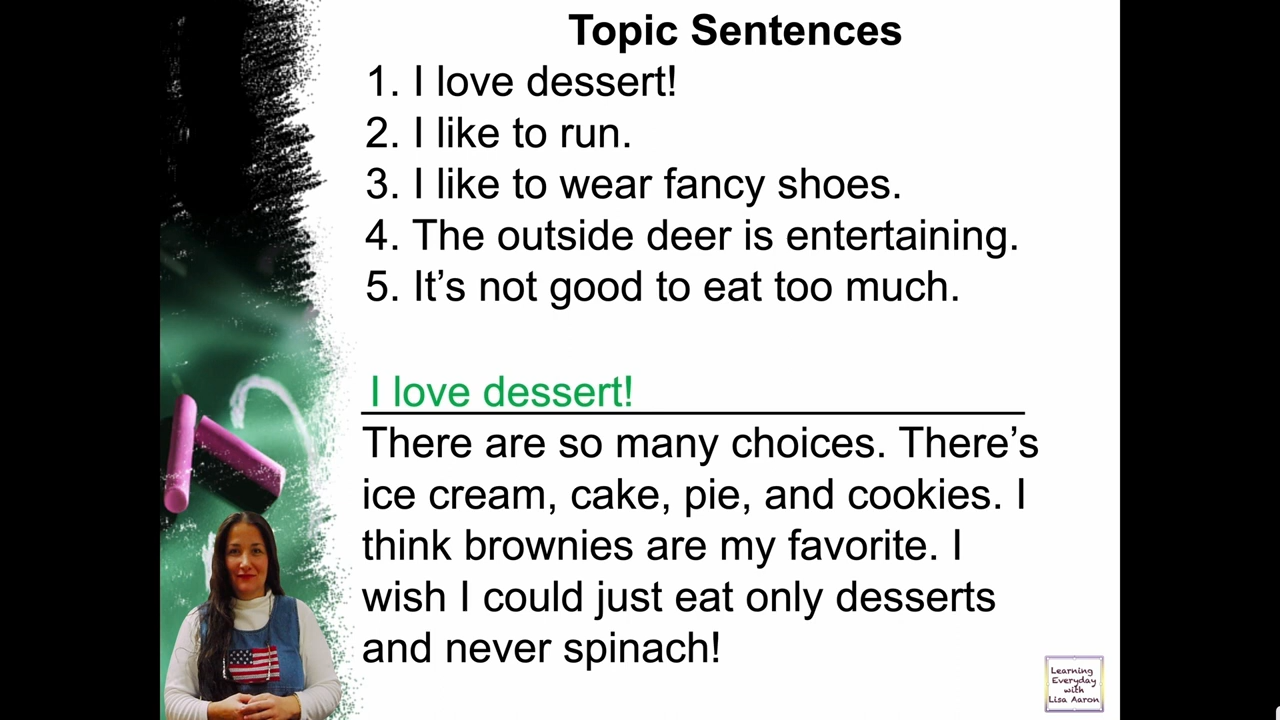 Topic Sentences
1. I love dessert!
2. I like to run.
3. I like to wear fancy shoes.
4. The outside deer is entertaining.
5. It’s not good to eat too much.
I love dessert!
There are so many choices. There’s
ice cream, cake, pie, and cookies. I
think brownies are my favorite. I
wish I could just eat only desserts
and never spinach!
Learning
Everyday
with
Lisa Aaron